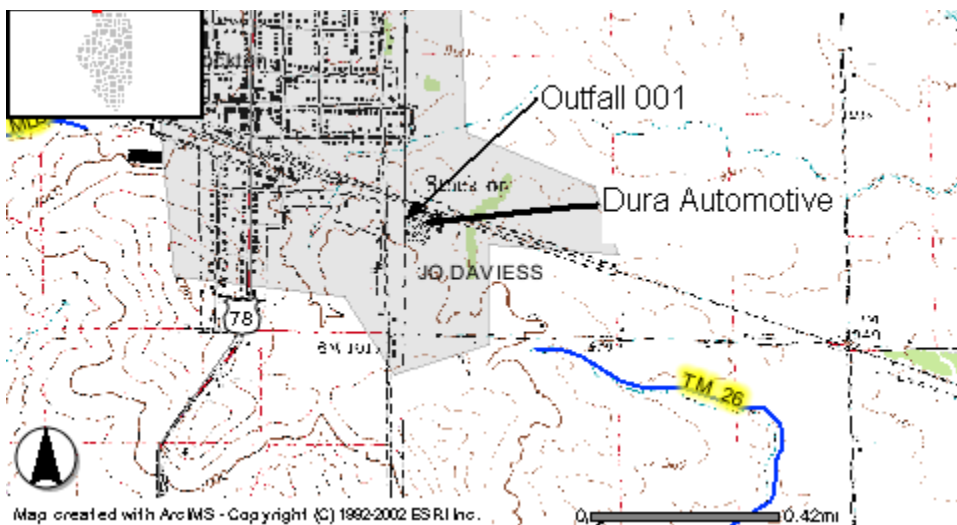 Outfall 001
Dura Automotive
JO DAVIESS
78
TM 26
Map created with ArcIMS - Copyright (C) 1992-2002 ESRI Inc.
0
0.42mi